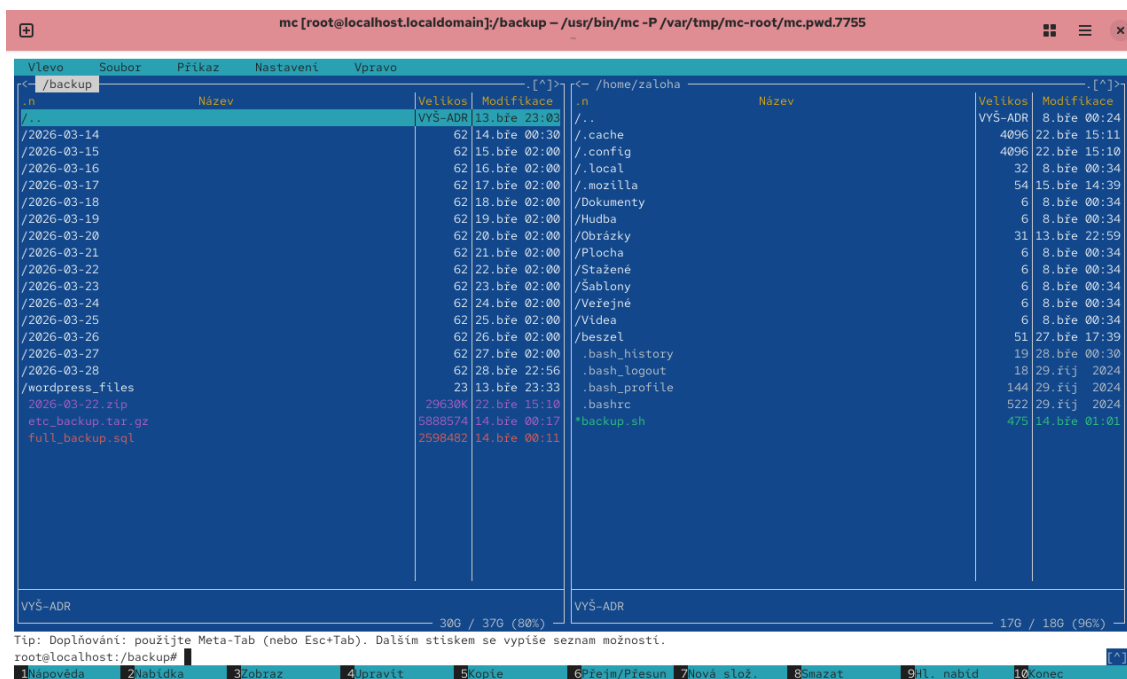 mc [root@localhost.localdomain]:/backup — /usr/bin/mc -P /var/tmp/mc-root/mc.pwd.7755
~
Vlevo Soubor Příkaz Nastavení Vpravo
<— /backup .[^]>
.n Název Velikos Modifikace
/.. VYŠ-ADR 13.bře 23:03
/2026-03-14 62 14.bře 00:30
/2026-03-15 62 15.bře 02:00
/2026-03-16 62 16.bře 02:00
/2026-03-17 62 17.bře 02:00
/2026-03-18 62 18.bře 02:00
/2026-03-19 62 19.bře 02:00
/2026-03-20 62 20.bře 02:00
/2026-03-21 62 21.bře 02:00
/2026-03-22 62 22.bře 02:00
/2026-03-23 62 23.bře 02:00
/2026-03-24 62 24.bře 02:00
/2026-03-25 62 25.bře 02:00
/2026-03-26 62 26.bře 02:00
/2026-03-27 62 27.bře 02:00
/2026-03-28 62 28.bře 22:56
/wordpress_files 23 13.bře 23:33
2026-03-22.zip 29630K 22.bře 15:10
etc_backup.tar.gz 5888574 14.bře 00:17
full_backup.sql 2598482 14.bře 00:11
VYŠ-ADR
30G / 37G (80%)
<— /home/zaloha .[^]>
.n Název Velikos Modifikace
/.. VYŠ-ADR 8.bře 00:24
/.cache 4096 22.bře 15:11
/.config 4096 22.bře 15:10
/.local 32 8.bře 00:34
/.mozilla 54 15.bře 14:39
/Dokumenty 6 8.bře 00:34
/Hudba 6 8.bře 00:34
/Obrázky 31 13.bře 22:59
/Plocha 6 8.bře 00:34
/Stažené 6 8.bře 00:34
/Šablony 6 8.bře 00:34
/Veřejné 6 8.bře 00:34
/Videa 6 8.bře 00:34
/beszel 51 27.bře 17:39
.bash_history 19 28.bře 00:30
.bash_logout 18 29.říj 2024
.bash_profile 144 29.říj 2024
.bashrc 522 29.říj 2024
*backup.sh 475 14.bře 01:01
VYŠ-ADR
17G / 18G (96%)
Tip: Doplňování: použijte Meta-Tab (nebo Esc+Tab). Dalším stiskem se vypíše seznam možností.
root@localhost:/backup# [^]
1Nápověda 2Nabídka 3Zobraz 4Upravit 5Kopie 6Přejm/Přesun 7Nová slož. 8Smazat 9Hl. nabíd 10Konec